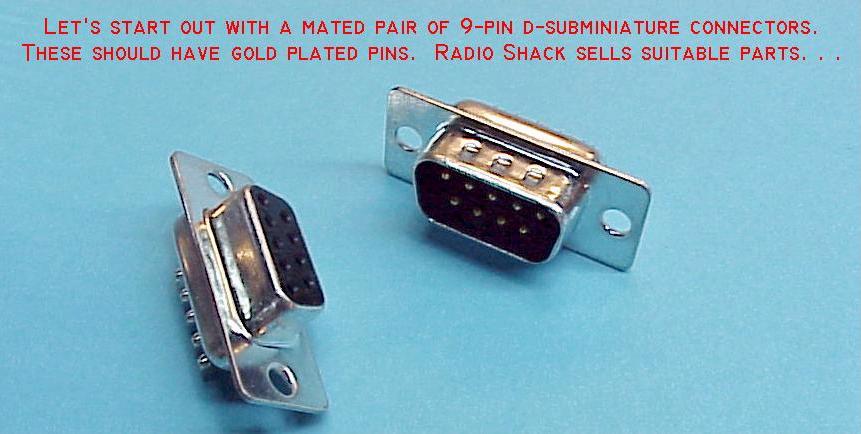 Let's start out with a mated pair of 9-pin d-subminiature connectors.
These should have gold plated pins.  Radio Shack sells suitable parts. . .